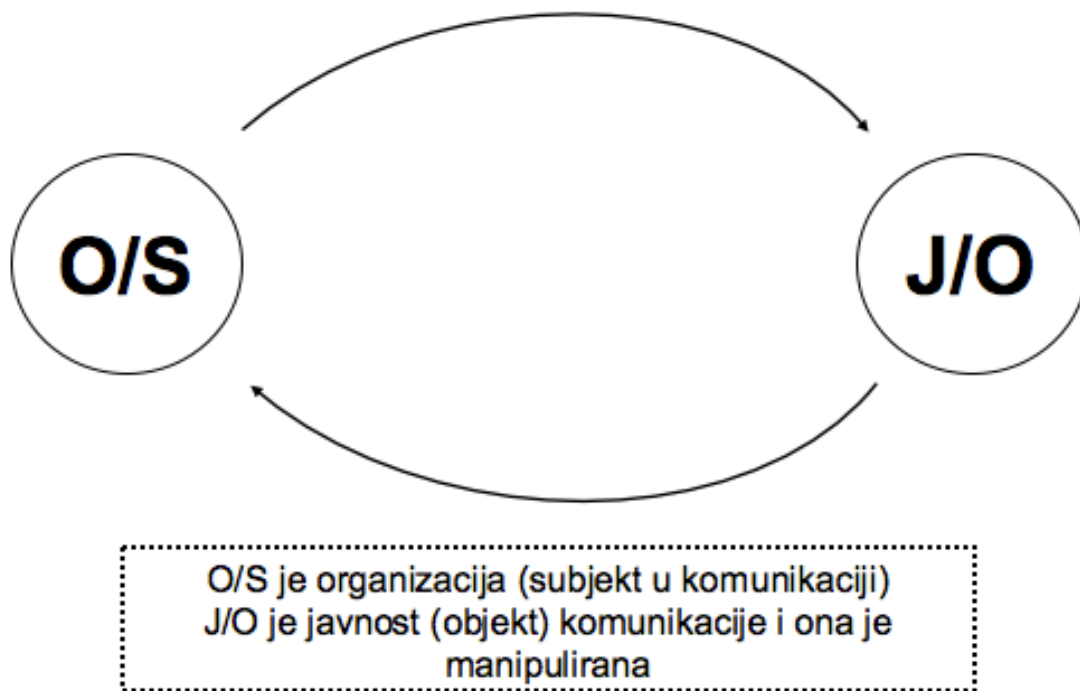 O/S
J/O
O/S je organizacija (subjekt u komunikaciji)
J/O je javnost (objekt) komunikacije i ona je
manipulirana